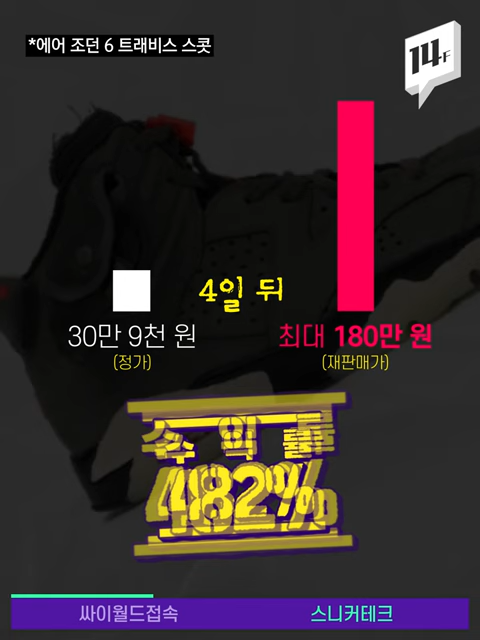 *에어 조던 6 트래비스 스콧
14F
4일 뒤
30만 9천 원
(정가)
최대 180만 원
(재판매가)
수익률
482%
싸이월드접속
스니커테크